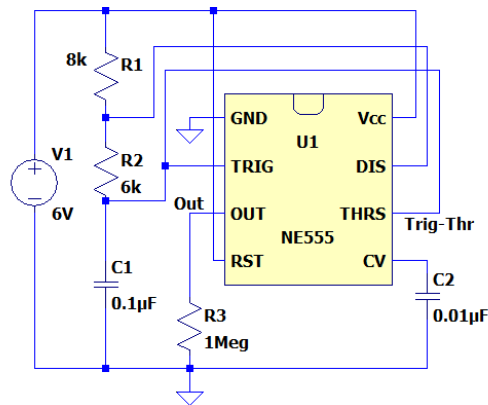 8k
R1
V1
6V
R2
6k
C1
0.1µF
Out
R3
1Meg
GND
TRIG
OUT
RST
U1
NE555
Vcc
DIS
THRS
CV
Trig-Thr
C2
0.01µF